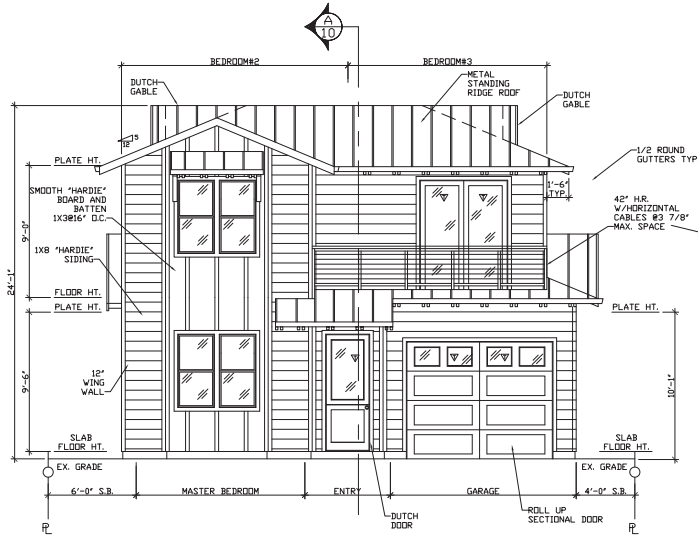 A
10
BEDROOM#2
BEDROOM#3
DUTCH
GABLE
METAL
STANDING
RIDGE ROOF
DUTCH
GABLE
5
12
1/2 ROUND
GUTTERS TYP
PLATE HT.
1'-6"
TYP.
SMOOTH "HARDIE"
BOARD AND
BATTEN
1X3@16" O.C.
42" H.R.
W/HORIZONTAL
CABLES @3 7/8"
MAX. SPACE
9'-0"
1X8 "HARDIE"
SIDING
24'-1"
FLOOR HT.
PLATE HT.
PLATE HT.
9'-6"
12"
WING
WALL
10'-1"
SLAB
FLOOR HT.
SLAB
FLOOR HT.
EX. GRADE
EX. GRADE
6'-0" S.B.
MASTER BEDROOM
ENTRY
GARAGE
4'-0" S.B.
DUTCH
DOOR
ROLL UP
SECTIONAL DOOR
PL
PL